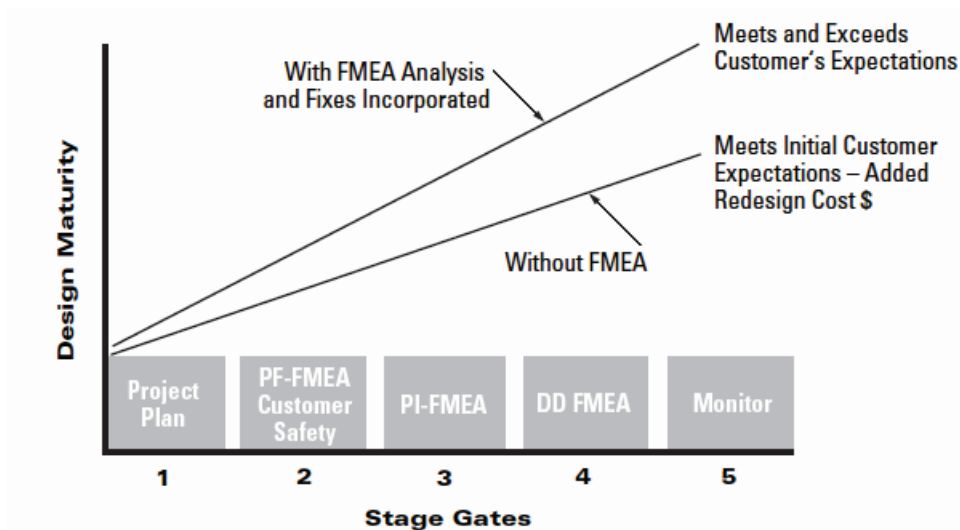 Meets and Exceeds
Customer's Expectations
With FMEA Analysis
and Fixes Incorporated
Meets Initial Customer
Expectations – Added
Redesign Cost $
Without FMEA
Design Maturity
Project
Plan
PF-FMEA
Customer
Safety
PI-FMEA
DD FMEA
Monitor
1 2 3 4 5
Stage Gates